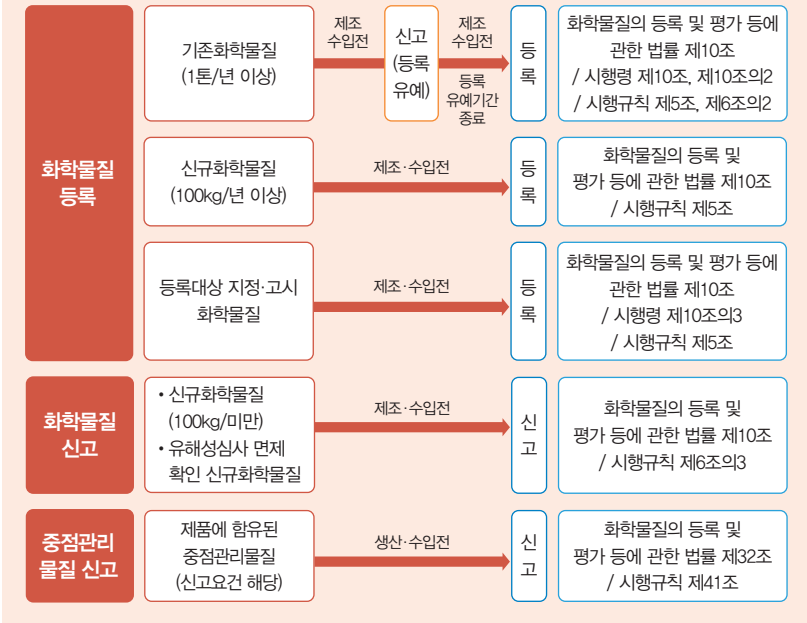 화학물질
등록
기존화학물질
(1톤/년 이상)
제조
수입전
신고
(등록
유예)
제조
수입전
등록
유예기간
종료
등
록
화학물질의 등록 및 평가 등에
관한 법률 제10조
/ 시행령 제10조, 제10조의2
/ 시행규칙 제5조, 제6조의2
신규화학물질
(100kg/년 이상)
제조·수입전
등
록
화학물질의 등록 및
평가 등에 관한 법률 제10조
/ 시행규칙 제5조
등록대상 지정·고시
화학물질
제조·수입전
등
록
화학물질의 등록 및 평가 등에
관한 법률 제10조
/ 시행령 제10조의3
/ 시행규칙 제5조
화학물질
신고
• 신규화학물질
(100kg/미만)
• 유해성심사 면제
확인 신규화학물질
제조·수입전
신
고
화학물질의 등록 및
평가 등에 관한 법률 제10조
/ 시행규칙 제6조의3
중점관리
물질 신고
제품에 함유된
중점관리물질
(신고요건 해당)
생산·수입전
신
고
화학물질의 등록 및
평가 등에 관한 법률 제32조
/ 시행규칙 제41조